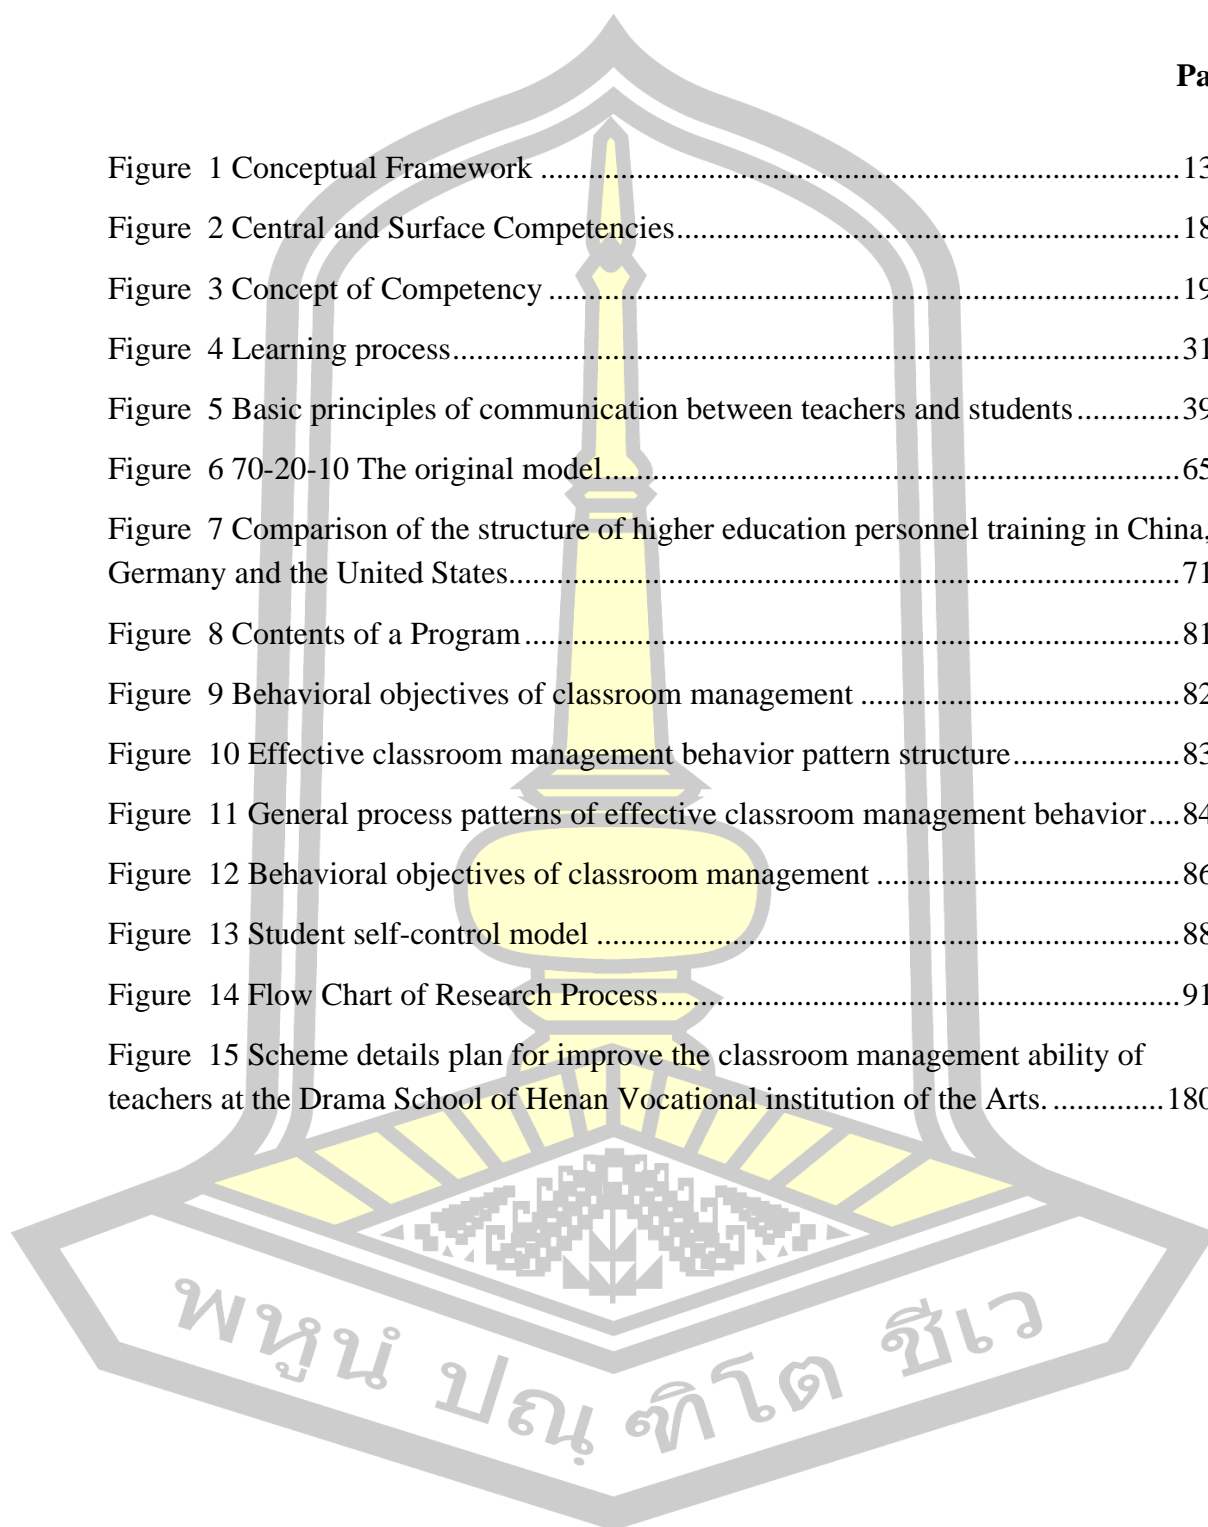 Pa
Figure 1 Conceptual Framework ....................................................................................13
Figure 2 Central and Surface Competencies..................................................................18
Figure 3 Concept of Competency ..................................................................................19
Figure 4 Learning process..............................................................................................31
Figure 5 Basic principles of communication between teachers and students .............39
Figure 6 70-20-10 The original model...........................................................................65
Figure 7 Comparison of the structure of higher education personnel training in China,
Germany and the United States.......................................................................................71
Figure 8 Contents of a Program .....................................................................................81
Figure 9 Behavioral objectives of classroom management ..........................................82
Figure 10 Effective classroom management behavior pattern structure......................83
Figure 11 General process patterns of effective classroom management behavior....84
Figure 12 Behavioral objectives of classroom management ........................................86
Figure 13 Student self-control model ............................................................................88
Figure 14 Flow Chart of Research Process....................................................................91
Figure 15 Scheme details plan for improve the classroom management ability of
teachers at the Drama School of Henan Vocational institution of the Arts. ..............180
พหูนํ ปณฺฑิโต ชีเว